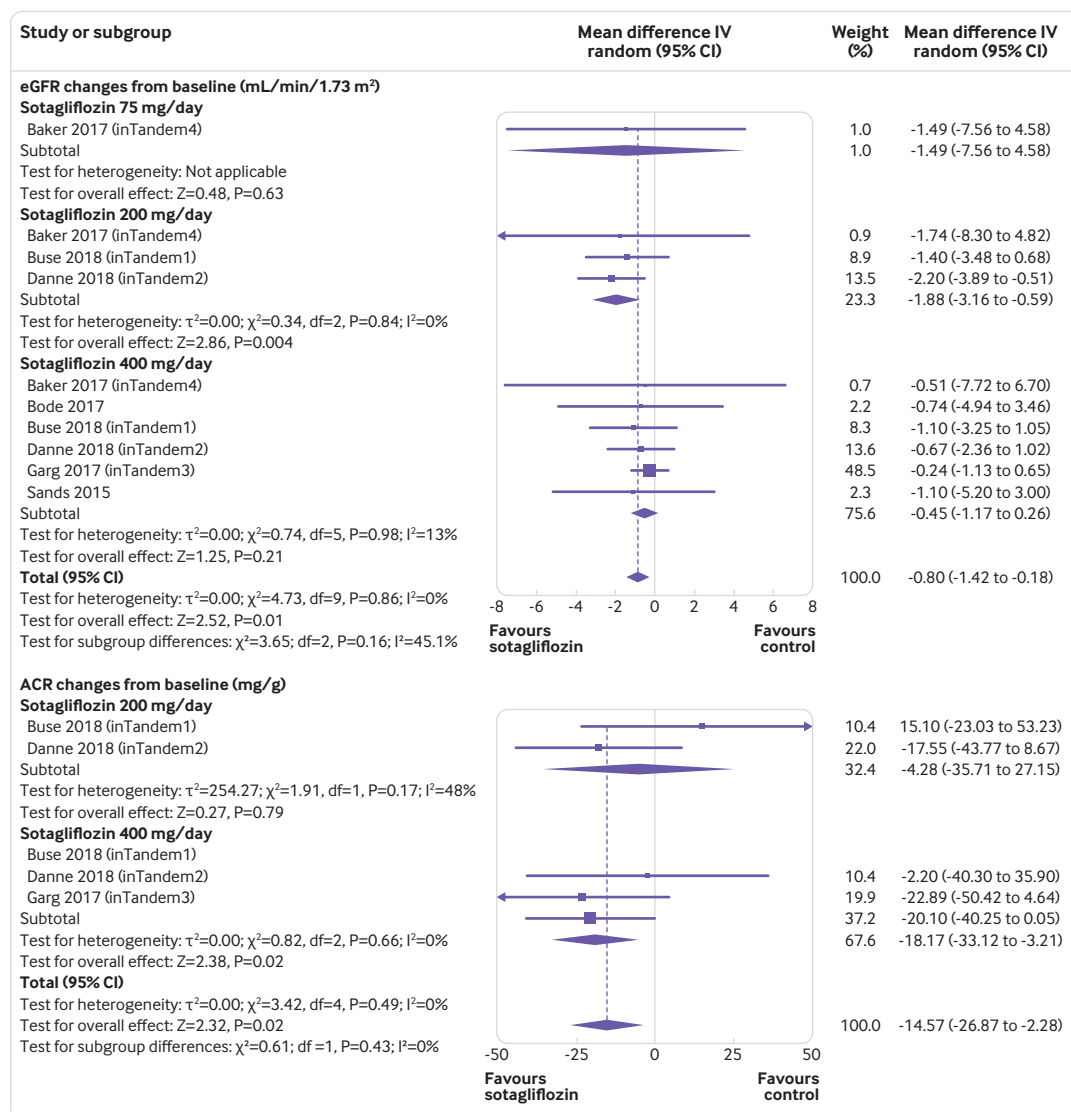 Study or subgroup Mean difference IV random (95% CI) Weight (%) Mean difference IV random (95% CI)
eGFR changes from baseline (mL/min/1.73 m²)
Sotagliflozin 75 mg/day
Baker 2017 (inTandem4) 1.0 -1.49 (-7.56 to 4.58)
Subtotal 1.0 -1.49 (-7.56 to 4.58)
Test for heterogeneity: Not applicable
Test for overall effect: Z=0.48, P=0.63
Sotagliflozin 200 mg/day
Baker 2017 (inTandem4) 0.9 -1.74 (-8.30 to 4.82)
Buse 2018 (inTandem1) 8.9 -1.40 (-3.48 to 0.68)
Danne 2018 (inTandem2) 13.5 -2.20 (-3.89 to -0.51)
Subtotal 23.3 -1.88 (-3.16 to -0.59)
Test for heterogeneity: τ²=0.00; χ²=0.34, df=2, P=0.84; I²=0%
Test for overall effect: Z=2.86, P=0.004
Sotagliflozin 400 mg/day
Baker 2017 (inTandem4) 0.7 -0.51 (-7.72 to 6.70)
Bode 2017 2.2 -0.74 (-4.94 to 3.46)
Buse 2018 (inTandem1) 8.3 -1.10 (-3.25 to 1.05)
Danne 2018 (inTandem2) 13.6 -0.67 (-2.36 to 1.02)
Garg 2017 (inTandem3) 48.5 -0.24 (-1.13 to 0.65)
Sands 2015 2.3 -1.10 (-5.20 to 3.00)
Subtotal 75.6 -0.45 (-1.17 to 0.26)
Test for heterogeneity: τ²=0.00; χ²=0.74, df=5, P=0.98; I²=13%
Test for overall effect: Z=1.25, P=0.21
Total (95% CI) 100.0 -0.80 (-1.42 to -0.18)
Test for heterogeneity: τ²=0.00; χ²=4.73, df=9, P=0.86; I²=0%
Test for overall effect: Z=2.52, P=0.01
Test for subgroup differences: χ²=3.65; df=2, P=0.16; I²=45.1%
-8 -6 -4 -2 0 2 4 6 8
Favours sotagliflozin Favours control
ACR changes from baseline (mg/g)
Sotagliflozin 200 mg/day
Buse 2018 (inTandem1) 10.4 15.10 (-23.03 to 53.23)
Danne 2018 (inTandem2) 22.0 -17.55 (-43.77 to 8.67)
Subtotal 32.4 -4.28 (-35.71 to 27.15)
Test for heterogeneity: τ²=254.27; χ²=1.91, df=1, P=0.17; I²=48%
Test for overall effect: Z=0.27, P=0.79
Sotagliflozin 400 mg/day
Buse 2018 (inTandem1)
Danne 2018 (inTandem2) 10.4 -2.20 (-40.30 to 35.90)
Garg 2017 (inTandem3) 19.9 -22.89 (-50.42 to 4.64)
Subtotal 37.2 -20.10 (-40.25 to 0.05)
Test for heterogeneity: τ²=0.00; χ²=0.82, df=2, P=0.66; I²=0% 67.6 -18.17 (-33.12 to -3.21)
Test for overall effect: Z=2.38, P=0.02
Total (95% CI)
Test for heterogeneity: τ²=0.00; χ²=3.42, df=4, P=0.49; I²=0%
Test for overall effect: Z=2.32, P=0.02 100.0 -14.57 (-26.87 to -2.28)
Test for subgroup differences: χ²=0.61; df =1, P=0.43; I²=0%
-50 -25 0 25 50
Favours sotagliflozin Favours control